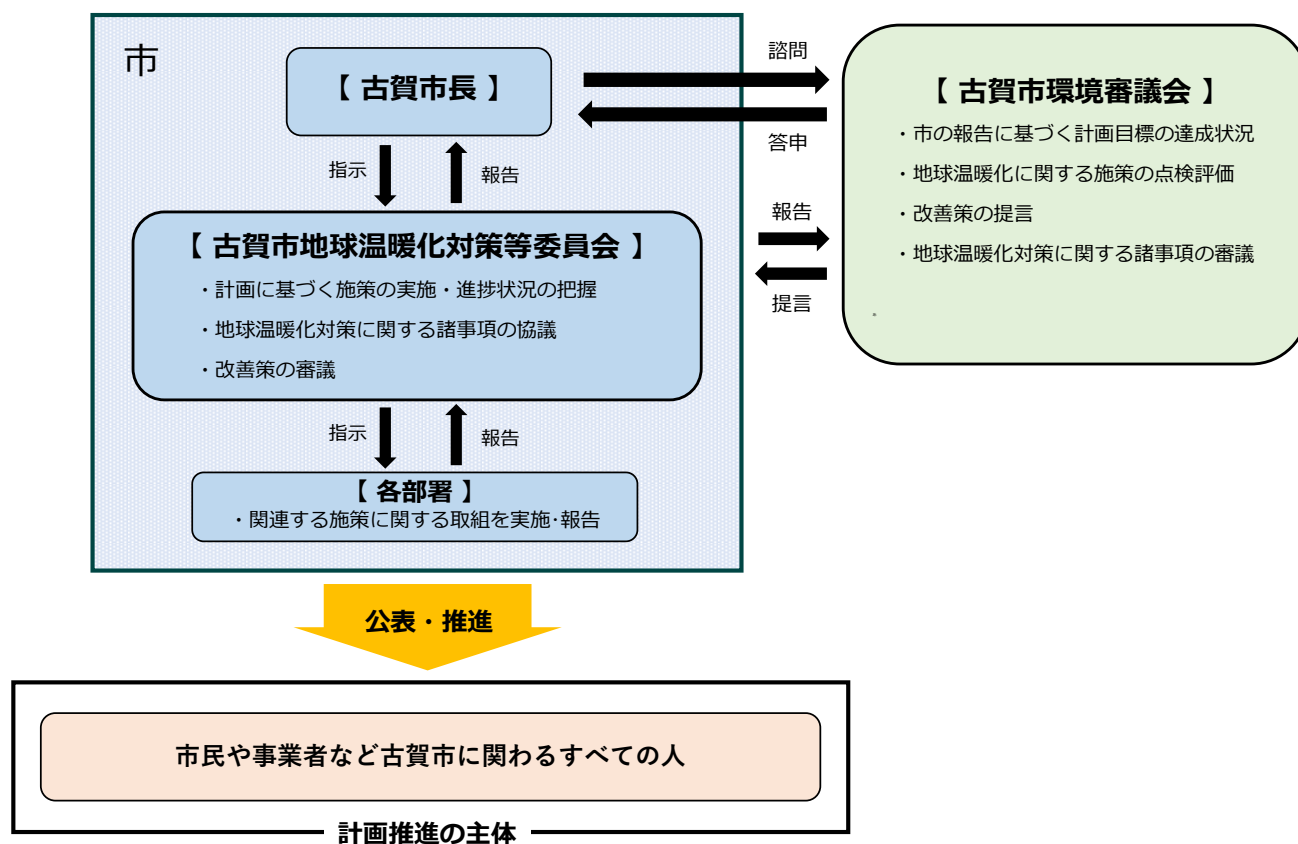 市
【 古賀市長 】
諮問
答申
【 古賀市環境審議会 】
・市の報告に基づく計画目標の達成状況
・地球温暖化に関する施策の点検評価
・改善策の提言
・地球温暖化対策に関する諸事項の審議
.
指示
報告
報告
提言
【 古賀市地球温暖化対策等委員会 】
・計画に基づく施策の実施・進捗状況の把握
・地球温暖化対策に関する諸事項の協議
・改善策の審議
指示
報告
【 各部署 】
・関連する施策に関する取組を実施･報告
公表・推進
市民や事業者など古賀市に関わるすべての人
計画推進の主体